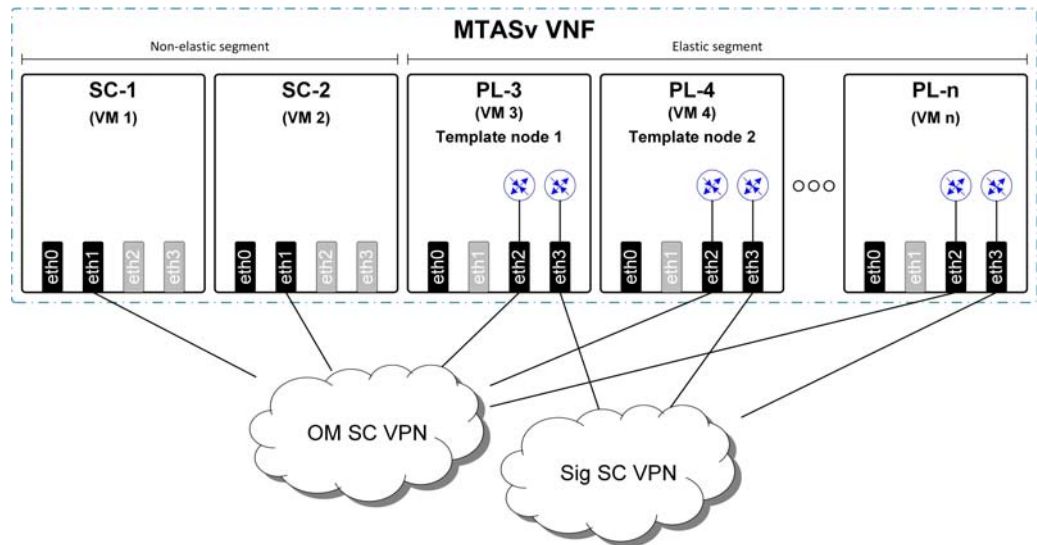 MTASv VNF
Non-elastic segment
Elastic segment
SC-1
(VM 1)
SC-2
(VM 2)
PL-3
(VM 3)
Template node 1
PL-4
(VM 4)
Template node 2
PL-n
(VM n)
eth0
eth1
eth2
eth3
eth0
eth1
eth2
eth3
eth0
eth1
eth2
eth3
eth0
eth1
eth2
eth3
eth0
eth1
eth2
eth3
OM SC VPN
Sig SC VPN